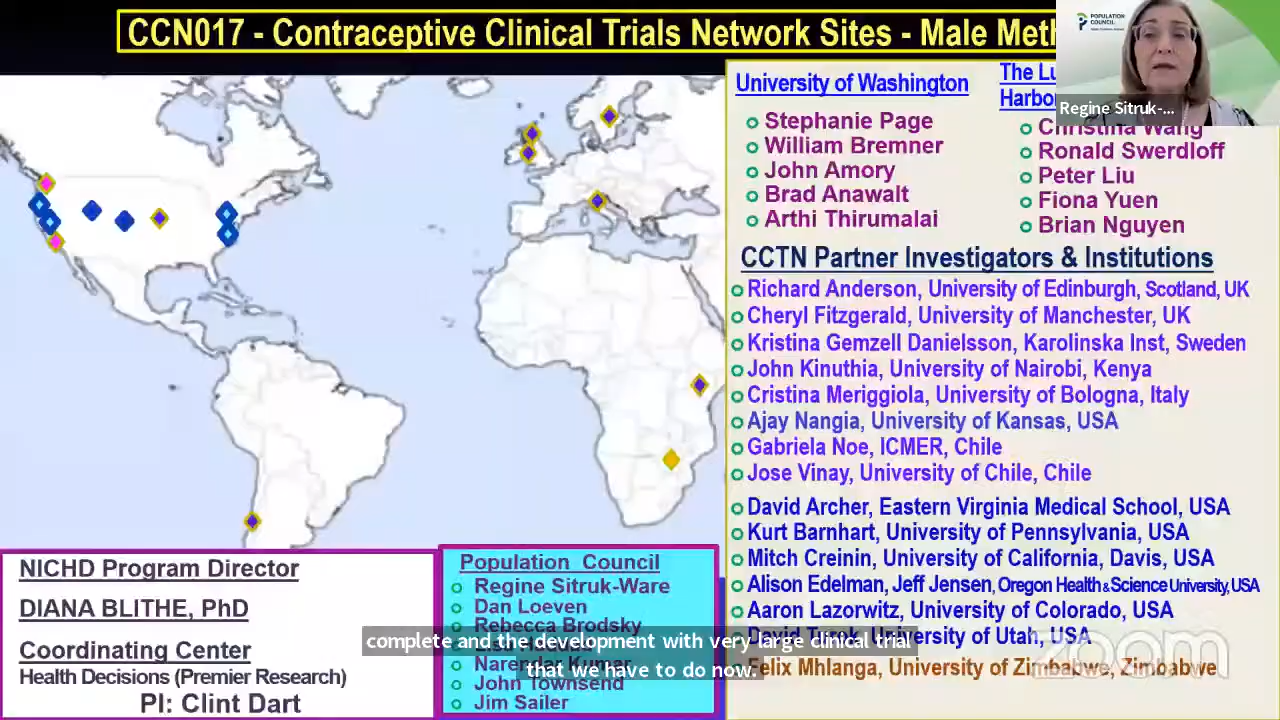 CCN017 - Contraceptive Clinical Trials Network Sites - Male Meth
POPULATION
COUNCIL
Regine Sitruk-...
University of Washington
Stephanie Page
William Bremner
John Amory
Brad Anawalt
Arthi Thirumalai
The Lu
Harbo
Christina Wang
Ronald Swerdloff
Peter Liu
Fiona Yuen
Brian Nguyen
CCTN Partner Investigators & Institutions
Richard Anderson, University of Edinburgh, Scotland, UK
Cheryl Fitzgerald, University of Manchester, UK
Kristina Gemzell Danielsson, Karolinska Inst, Sweden
John Kinuthia, University of Nairobi, Kenya
Cristina Meriggiola, University of Bologna, Italy
Ajay Nangia, University of Kansas, USA
Gabriela Noe, ICMER, Chile
Jose Vinay, University of Chile, Chile
David Archer, Eastern Virginia Medical School, USA
Kurt Barnhart, University of Pennsylvania, USA
Mitch Creinin, University of California, Davis, USA
Alison Edelman, Jeff Jensen, Oregon Health & Science University, USA
Aaron Lazorwitz, University of Colorado, USA
David Turok, University of Utah, USA
Felix Mhlanga, University of Zimbabwe, Zimbabwe
NICHD Program Director
DIANA BLITHE, PhD
Coordinating Center
Health Decisions (Premier Research)
PI: Clint Dart
Population Council
Regine Sitruk-Ware
Dan Loeven
Rebecca Brodsky
Narender Kumar
John Townsend
Jim Sailer
complete and the development with very large clinical trial
that we have to do now.
zoom